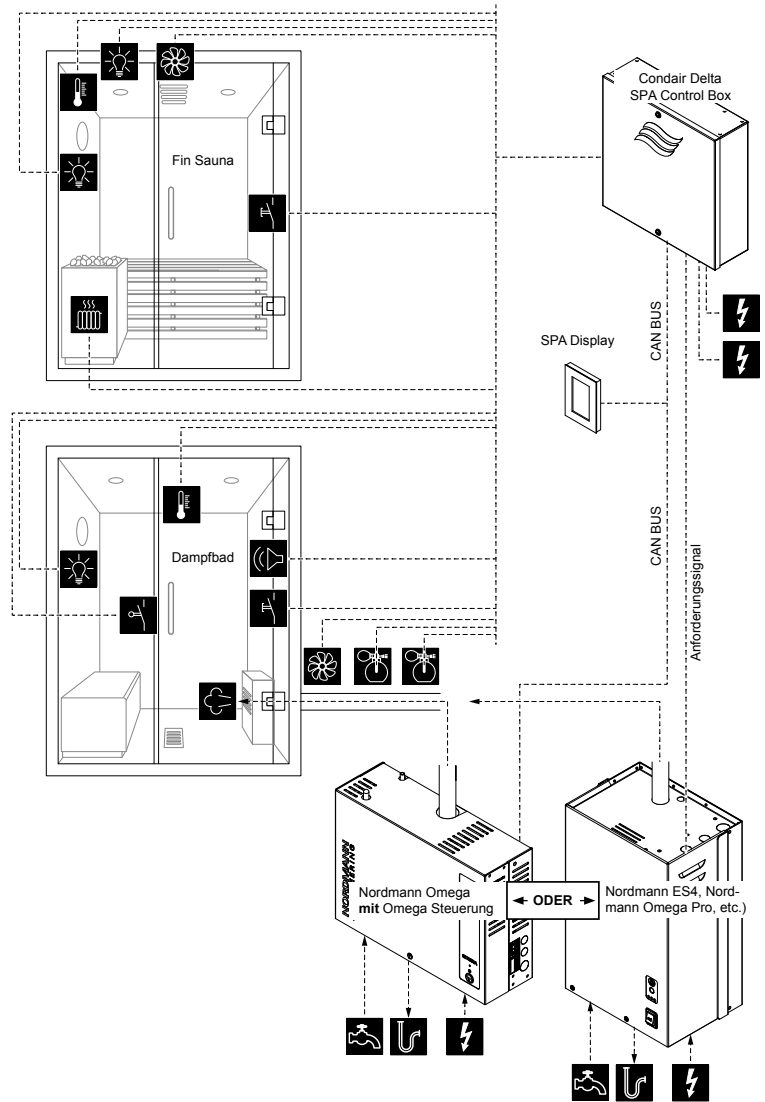 Condair Delta
SPA Control Box
Fin Sauna
CAN BUS
SPA Display
CAN BUS
Anforderungssignal
Dampfbad
NORDMANN
Nordmann Omega
mit Omega Steuerung
ODER
Nordmann ES4, Nord-
mann Omega Pro, etc.)